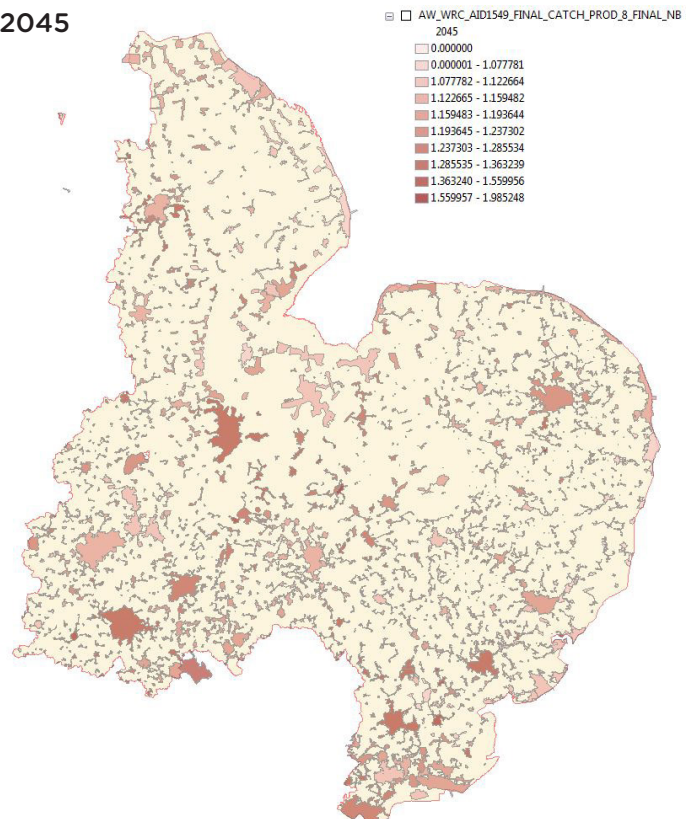 2045
AW_WRC_AID1549_FINAL_CATCH_PROD_8_FINAL_NB
2045
0.000000
0.000001 - 1.077781
1.077782 - 1.122664
1.122665 - 1.159482
1.159483 - 1.193644
1.193645 - 1.237302
1.237303 - 1.285534
1.285535 - 1.363239
1.363240 - 1.559956
1.559957 - 1.985248